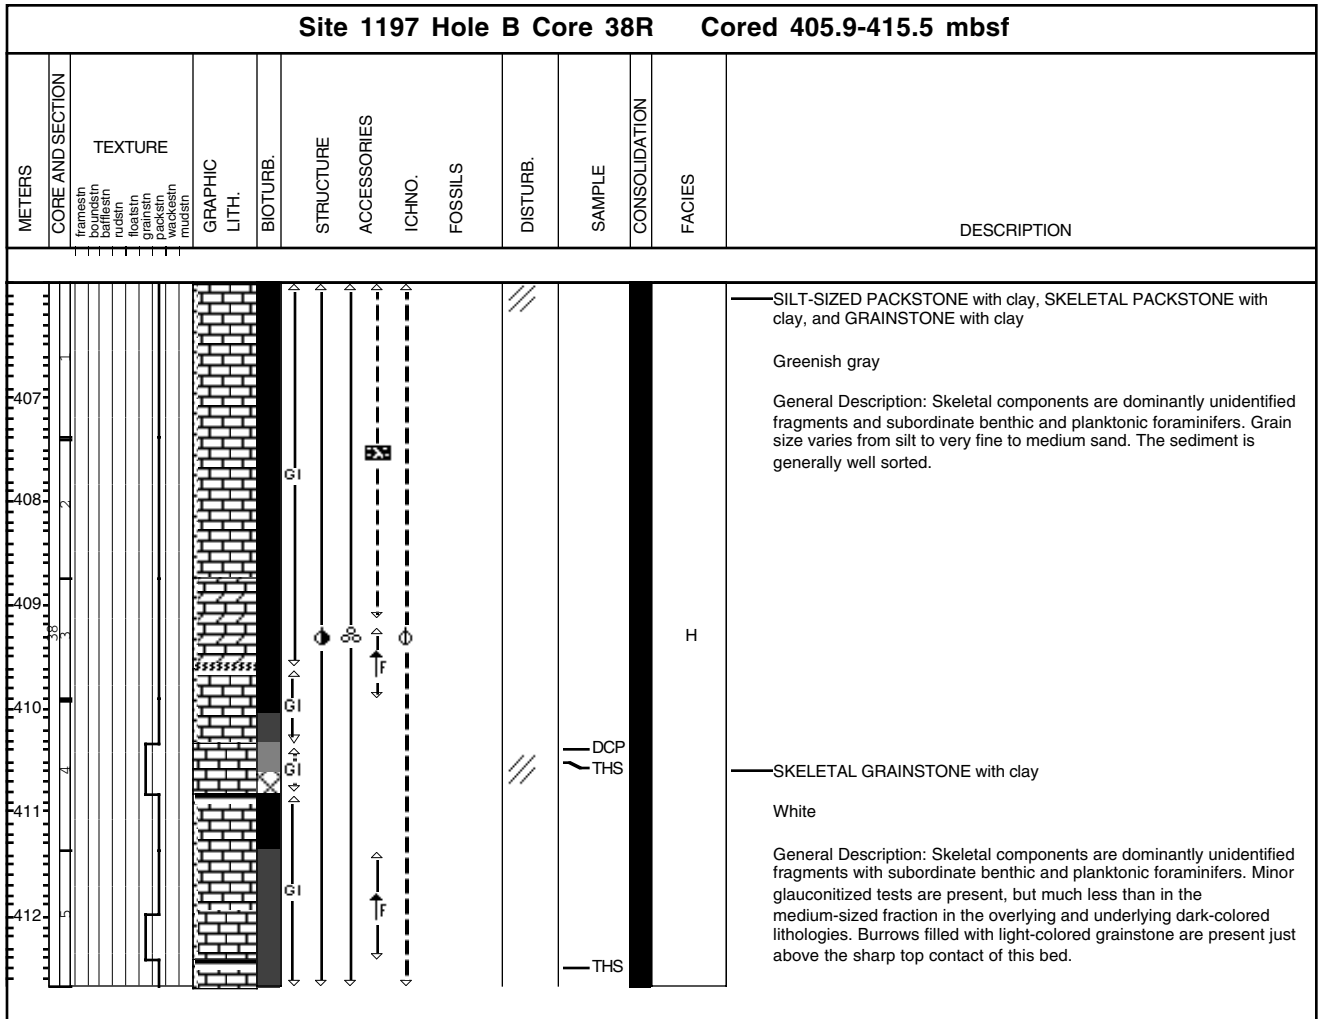 Site 1197 Hole B Core 38R Cored 405.9-415.5 mbsf
METERS
CORE AND SECTION
TEXTURE
framestn
boundstn
bafflestn
rudstn
floatstn
grainstn
packstn
wackestn
mudstn
GRAPHIC
LITH.
BIOTURB.
STRUCTURE
ACCESSORIES
ICHNO.
FOSSILS
DISTURB.
SAMPLE
CONSOLIDATION
FACIES
DESCRIPTION
SILT-SIZED PACKSTONE with clay, SKELETAL PACKSTONE with
clay, and GRAINSTONE with clay
Greenish gray
General Description: Skeletal components are dominantly unidentified
fragments and subordinate benthic and planktonic foraminifers. Grain
size varies from silt to very fine to medium sand. The sediment is
generally well sorted.
1
407
GI
408
2
409
38
3
F
H
410
GI
DCP
THS
4
GI
SKELETAL GRAINSTONE with clay
White
General Description: Skeletal components are dominantly unidentified
fragments with subordinate benthic and planktonic foraminifers. Minor
glauconitized tests are present, but much less than in the
medium-sized fraction in the overlying and underlying dark-colored
lithologies. Burrows filled with light-colored grainstone are present just
above the sharp top contact of this bed.
411
GI
F
412
5
THS